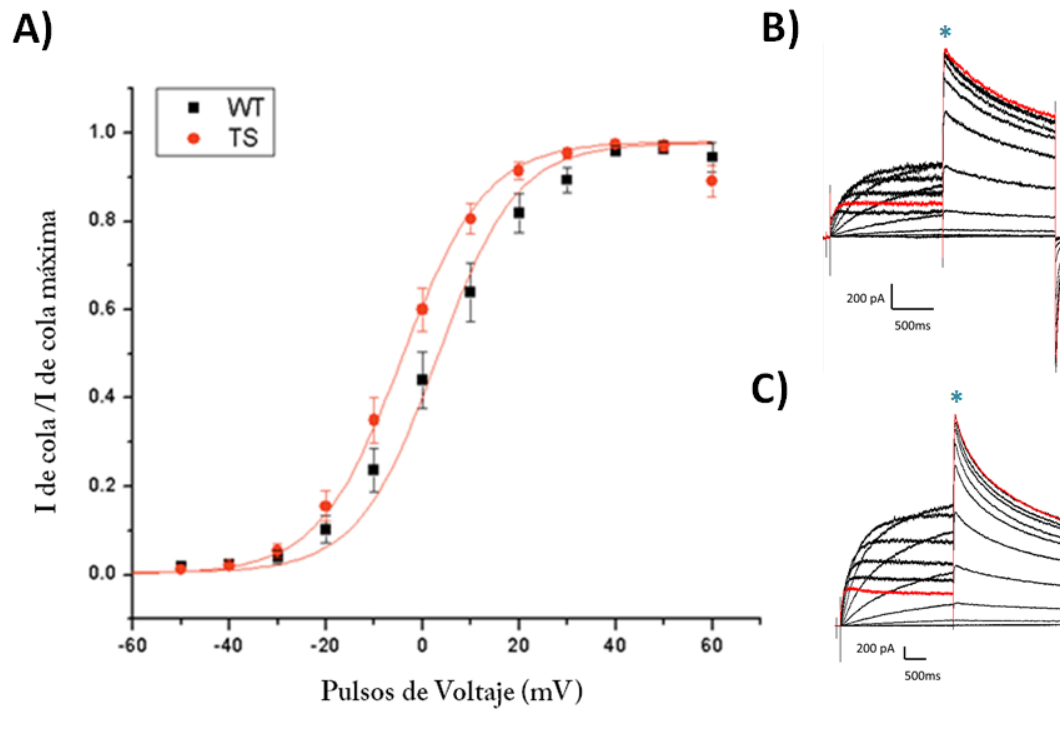 A)
WT
TS
1.0
0.8
0.6
0.4
0.2
0.0
I de cola /I de cola máxima
-60
-40
-20
0
20
40
60
Pulsos de Voltaje (mV)
B)
*
200 pA
500ms
C)
*
200 pA
500ms